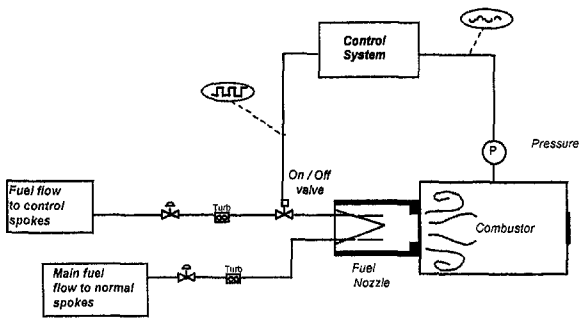 Control
System
On / Off
valve
P
Pressure
Fuel flow
to control
spokes
Turb
Combustor
Main fuel
flow to normal
spokes
Turb
Fuel
Nozzle